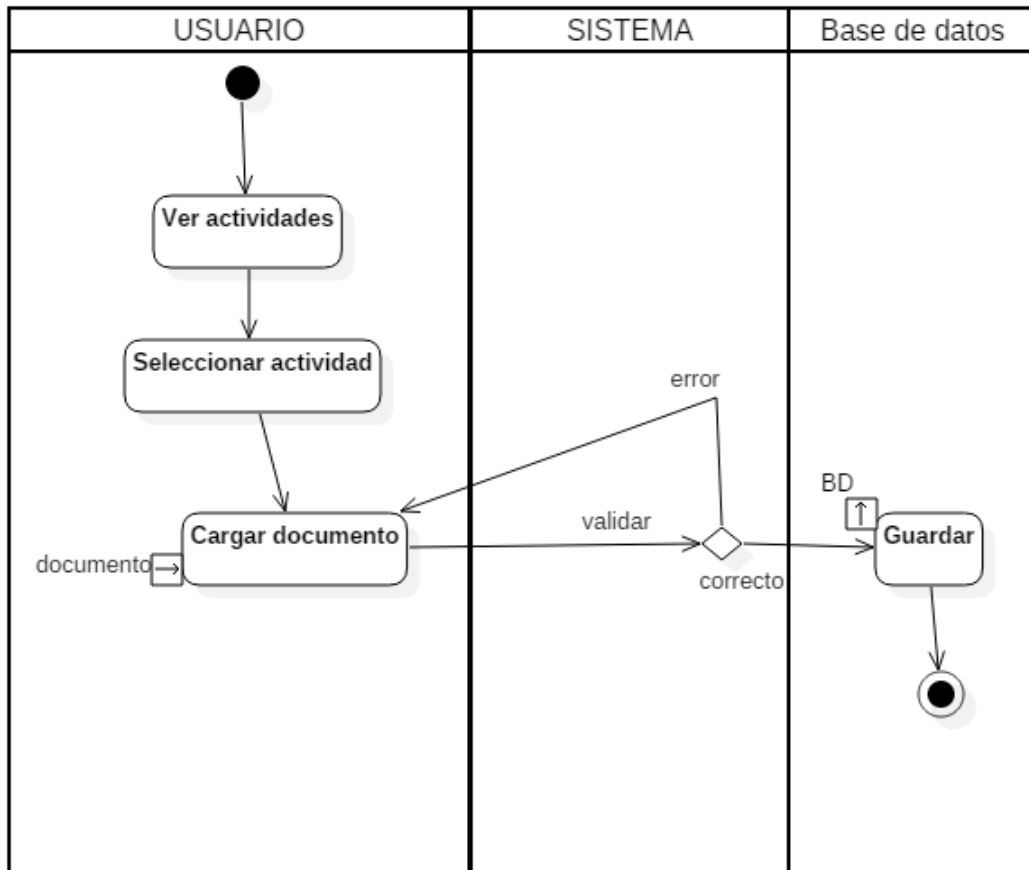 USUARIO
SISTEMA
Base de datos
Ver actividades
Seleccionar actividad
error
Cargar documento
documento
validar
correcto
BD
Guardar